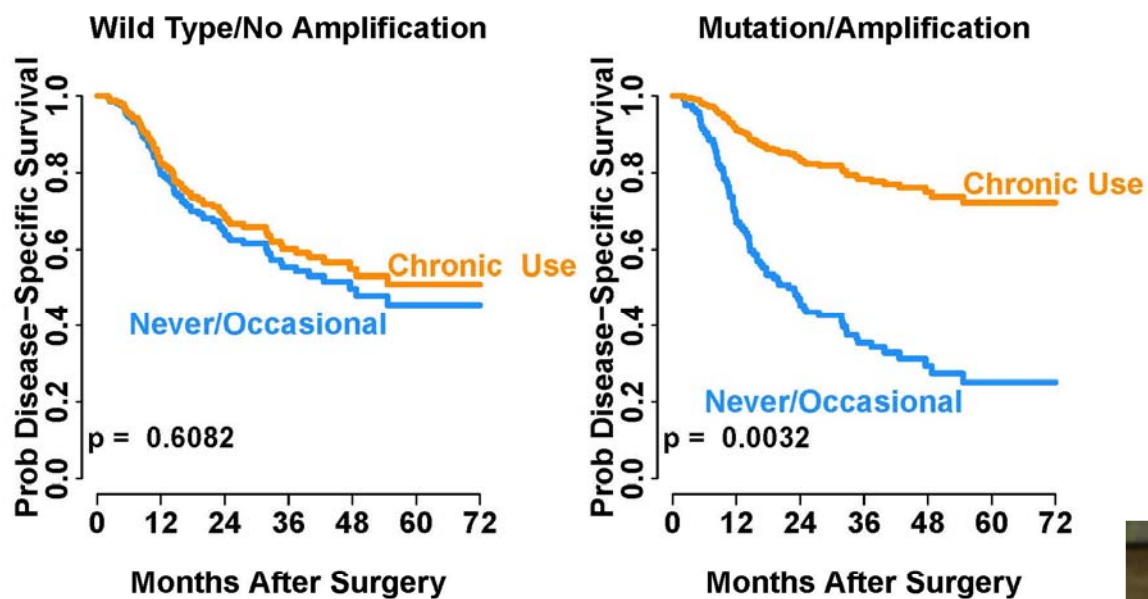 Wild Type/No Amplification
Prob Disease-Specific Survival
1.0
0.8
0.6
0.4
0.2
0.0
Chronic Use
Never/Occasional
p = 0.6082
0 12 24 36 48 60 72
Months After Surgery
Mutation/Amplification
Prob Disease-Specific Survival
1.0
0.8
0.6
0.4
0.2
0.0
Chronic Use
Never/Occasional
p = 0.0032
0 12 24 36 48 60 72
Months After Surgery